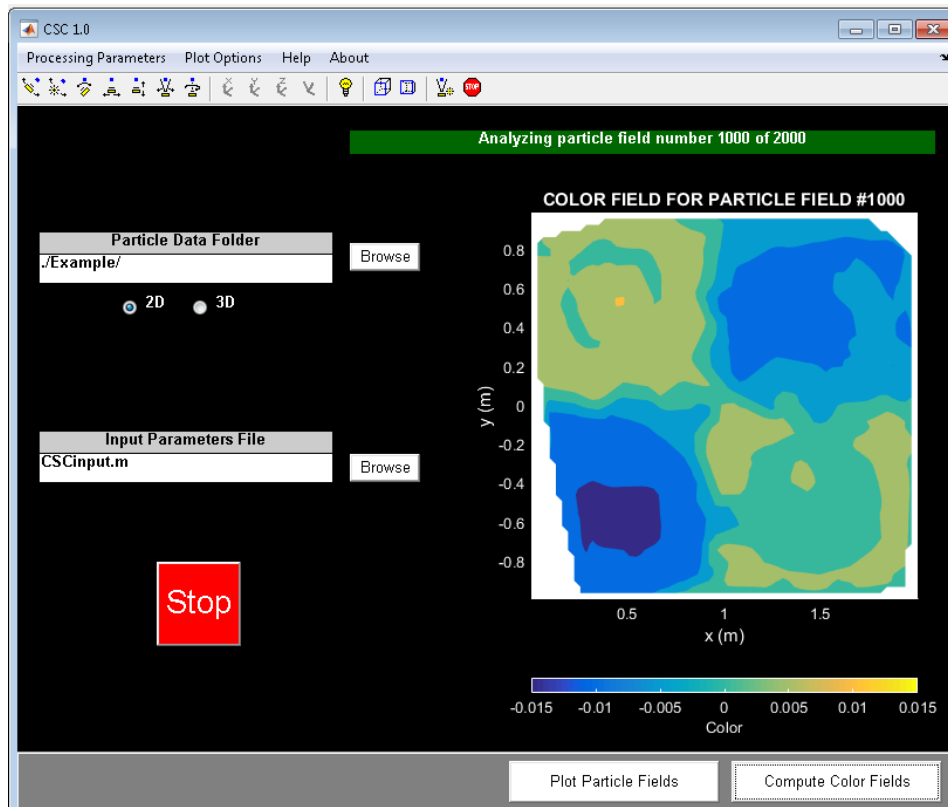 CSC 1.0
Processing Parameters Plot Options Help About
STOP
Analyzing particle field number 1000 of 2000
COLOR FIELD FOR PARTICLE FIELD #1000
Particle Data Folder
./Example/
Browse
2D 3D
Input Parameters File
CSCinput.m
Browse
Stop
y (m)
0.8
0.6
0.4
0.2
0
-0.2
-0.4
-0.6
-0.8
0.5 1 1.5
x (m)
-0.015 -0.01 -0.005 0 0.005 0.01 0.015
Color
Plot Particle Fields Compute Color Fields